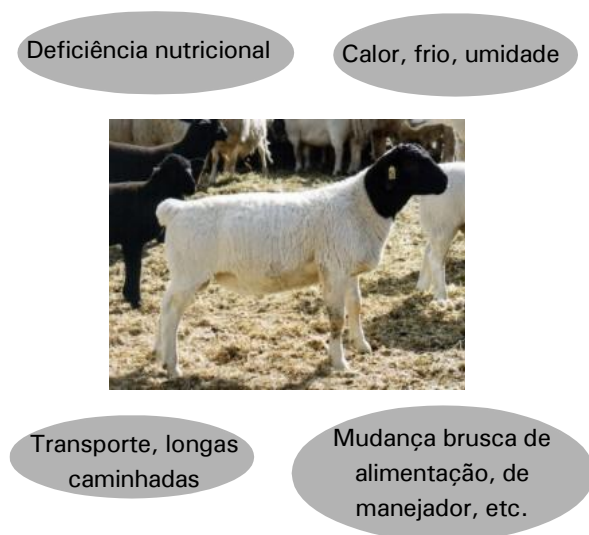 Deficiência nutricional
Calor, frio, umidade
Transporte, longas
caminhadas
Mudança brusca de
alimentação, de
manejador, etc.